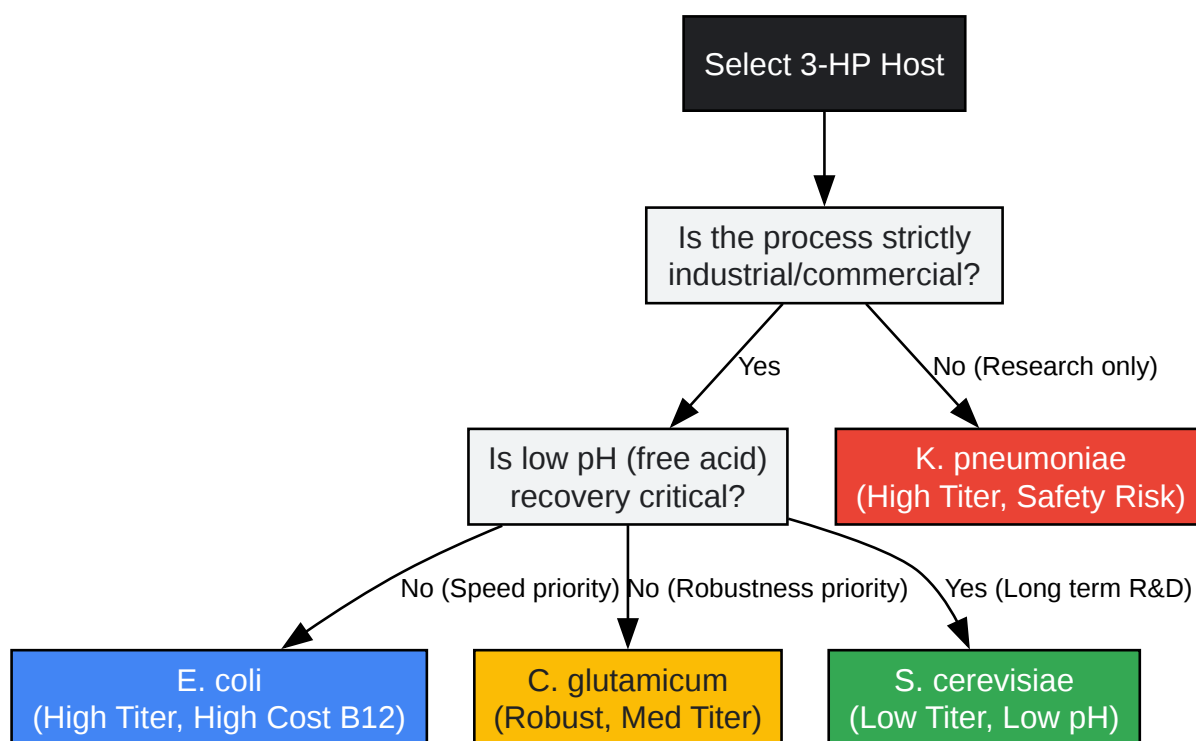 Select 3-HP Host
Is the process strictly
industrial/commercial?
Yes
No (Research only)
Is low pH (free acid)
recovery critical?
K. pneumoniae
(High Titer, Safety Risk)
No (Speed priority)
No (Robustness priority)
Yes (Long term R&D)
E. coli
(High Titer, High Cost B12)
C. glutamicum
(Robust, Med Titer)
S. cerevisiae
(Low Titer, Low pH)